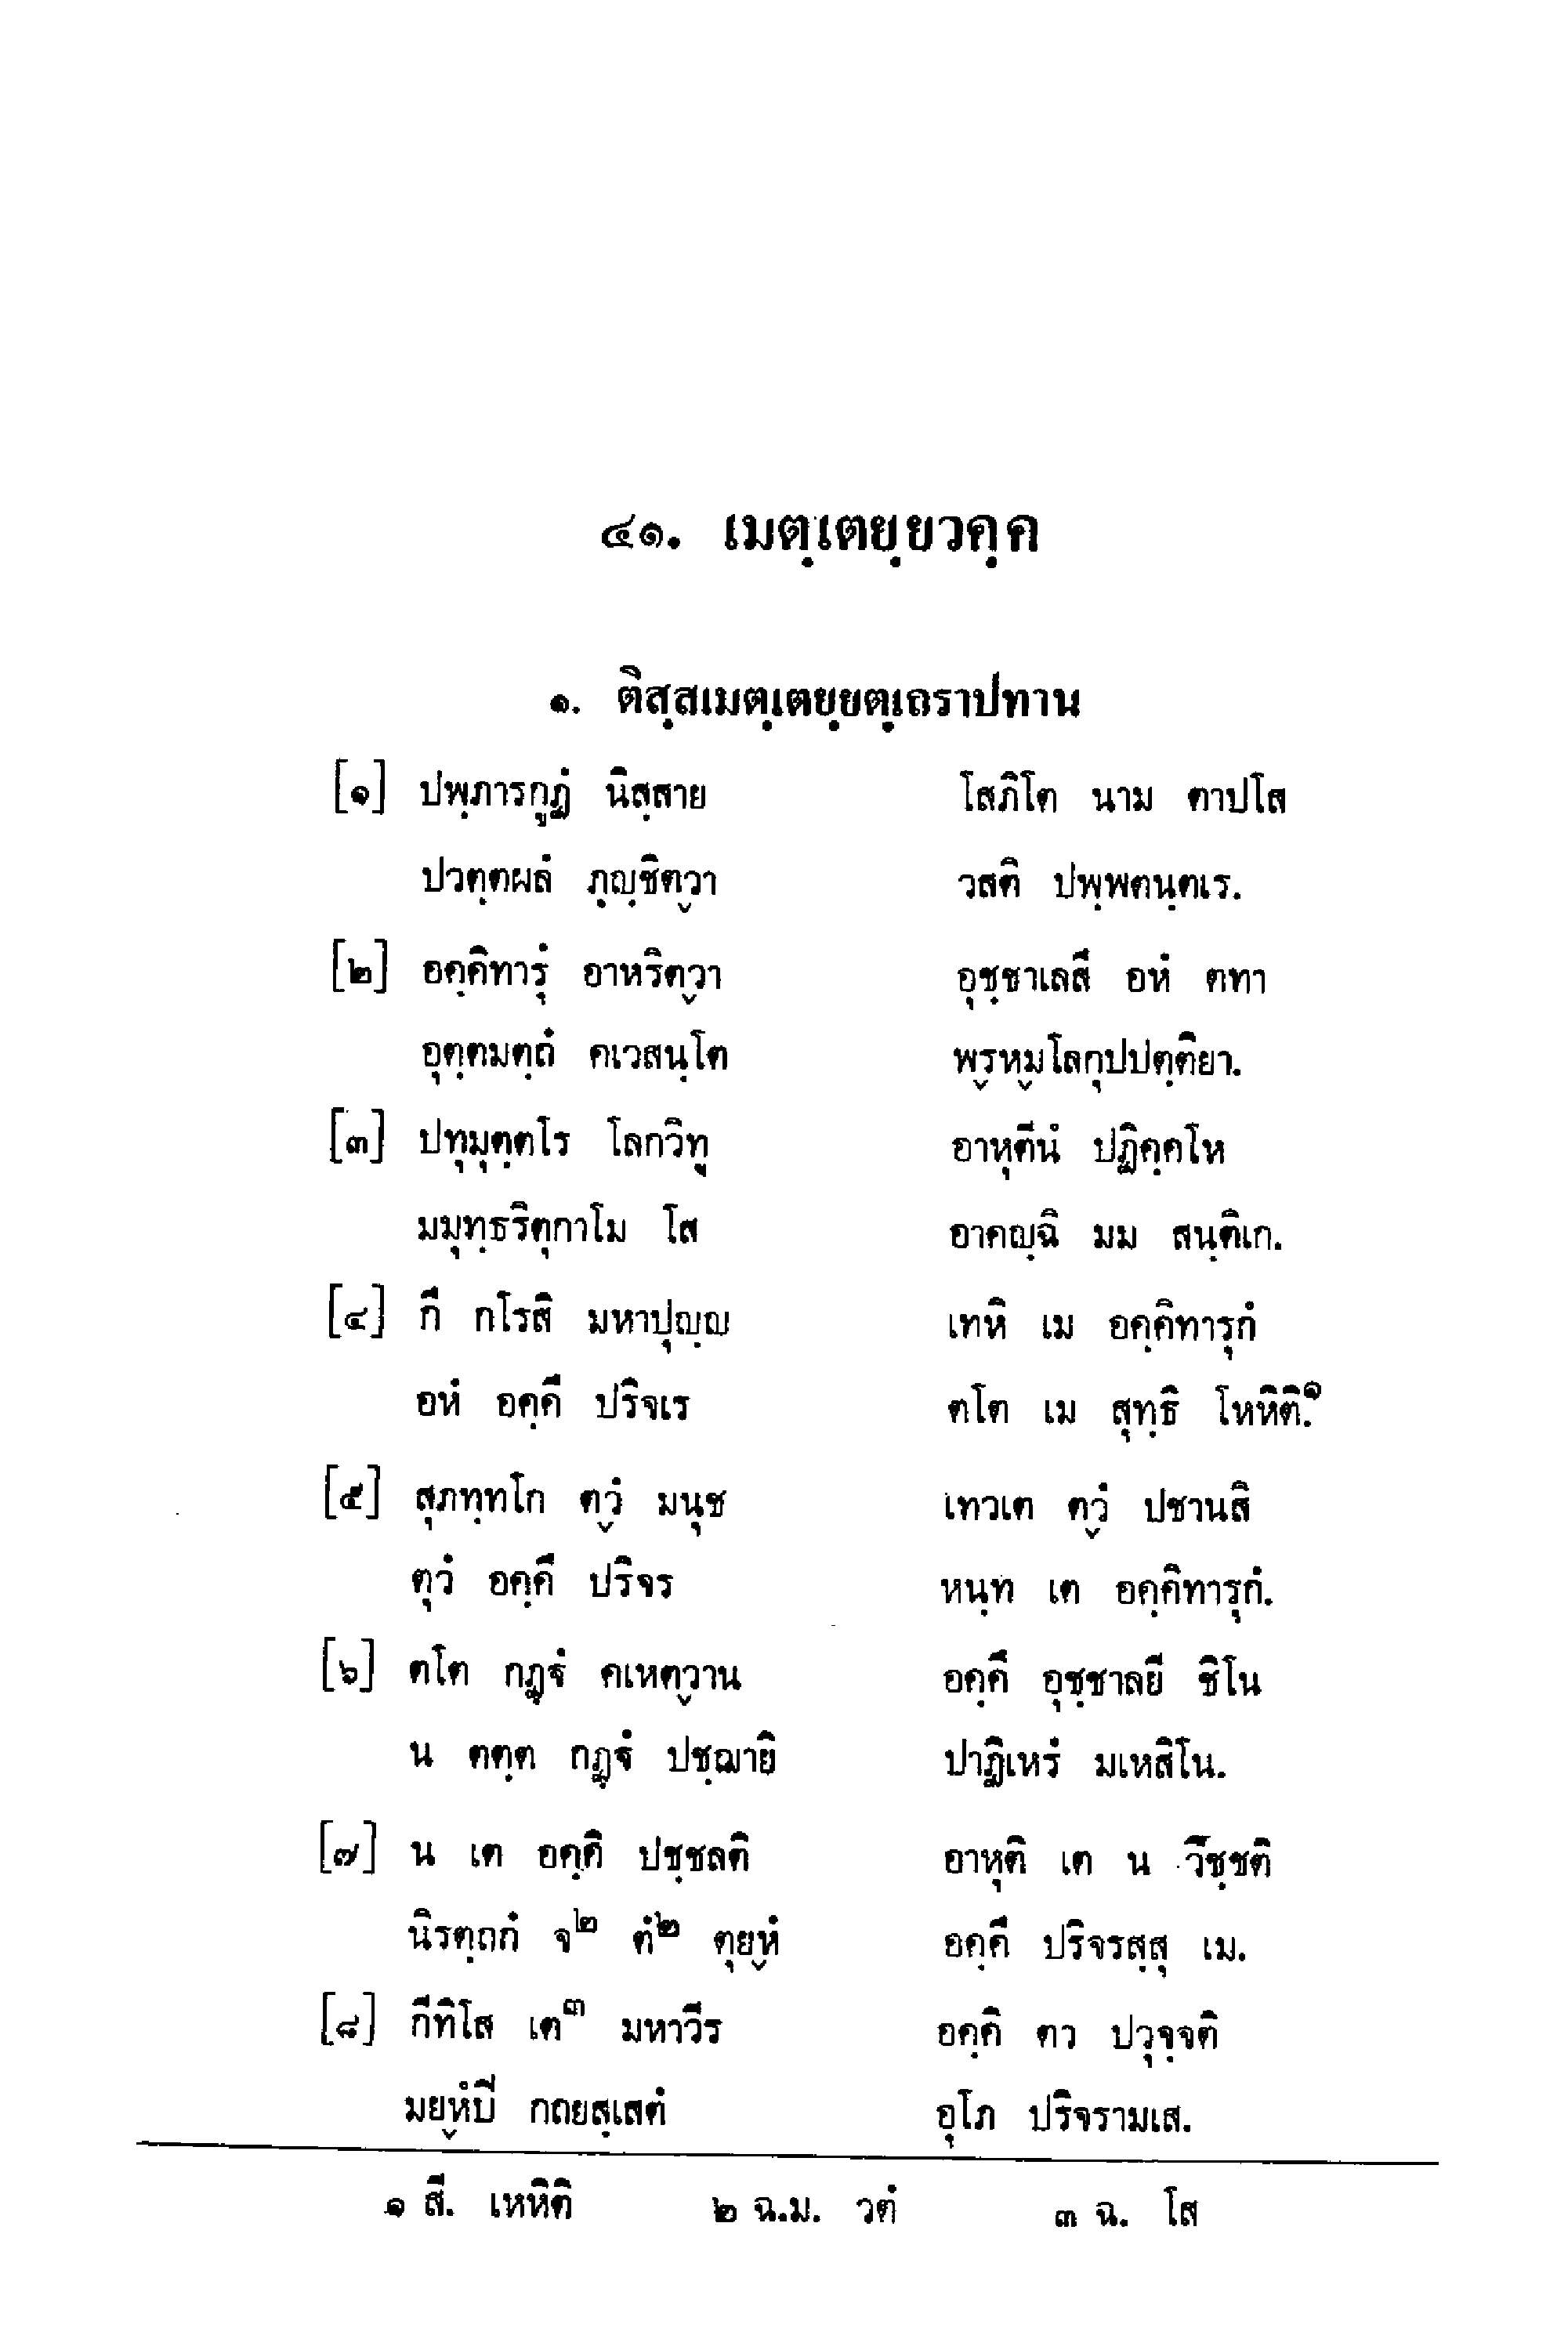 ๔๑. เมตฺเตยฺยวคฺค
๑. ติสฺสเมตฺเตยฺยตฺเถราปทาน
[๑] ปพฺภารกูฏํ นิสฺสาย โสภิโต นาม ตาปโส
ปวตฺตผลํ ภุญฺชิตฺวา วสติ ปพฺพตนฺตเร.
[๒] อคฺคิทารุํ อาหริตฺวา อุชฺชาเลสึ อหํ ตทา
อุตฺตมตฺถํ คเวสนฺโต พฺรหฺมโลกุปปตฺติยา.
[๓] ปทุมุตฺตโร โลกวิทู อาหุตีนํ ปฏิคฺคโห
มมุทฺธริตุกาโม โส อาคญฺฉิ มม สนฺติเก.
[๔] กึ กโรสิ มหาปุญฺญ เทหิ เม อคฺคิทารุกํ
อหํ อคฺคึ ปริจเร ตโต เม สุทฺธิ โหหิติ.๑
[๕] สุภทฺทโก ตฺวํ มนุช เทวเต ตฺวํ ปชานสิ
ตุวํ อคฺคึ ปริจร หนฺท เต อคฺคิทารุกํ.
[๖] ตโต กฏฺฐํ คเหตฺวาน อคฺคึ อุชฺชาลยี ชิโน
น ตตฺต กฏฺฐํ ปชฺฌายิ ปาฏิเหรํ มเหสิโน.
[๗] น เต อคฺคิ ปชฺชลติ อาหุติ เต น วิชฺชติ
นิรตฺถกํ จ๒ ตํ๒ ตุยฺหํ อคฺคึ ปริจรสฺสุ เม.
[๘] กีทิโส เต๓ มหาวีร อคฺคิ ตว ปวุจฺจติ
มยฺหํปิ กถยสฺเสตํ อุโภ ปริจรามเส.
๑ สี. เหหิติ ๒ ฉ.ม. วตํ ๓ ฉ. โส